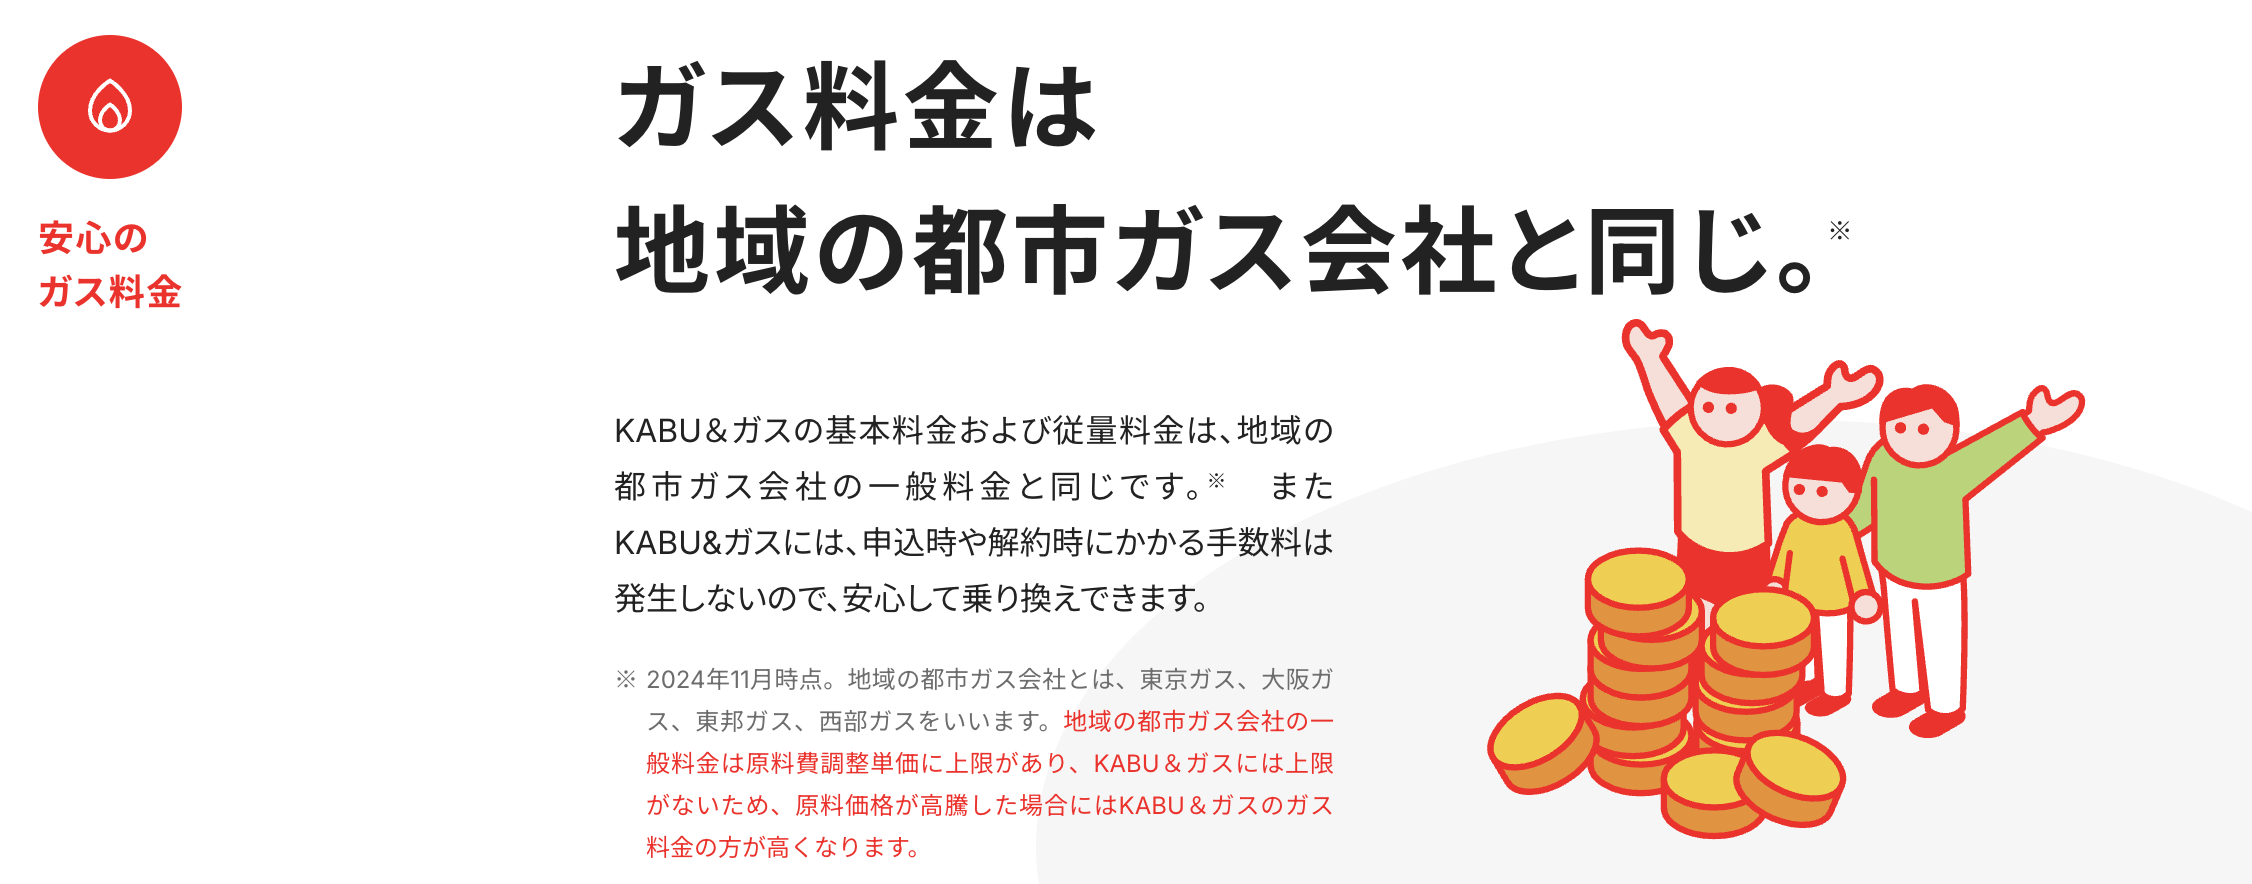 安心の
ガス料金
ガス料金は
地域の都市ガス会社と同じ。※
KABU＆ガスの基本料金および従量料金は、地域の
都市ガス会社の一般料金と同じです。※　また
KABU&ガスには、申込時や解約時にかかる手数料は
発生しないので、安心して乗り換えできます。
※ 2024年11月時点。地域の都市ガス会社とは、東京ガス、大阪ガ
ス、東邦ガス、西部ガスをいいます。地域の都市ガス会社の一
般料金は原料費調整単価に上限があり、KABU＆ガスには上限
がないため、原料価格が高騰した場合にはKABU＆ガスのガス
料金の方が高くなります。